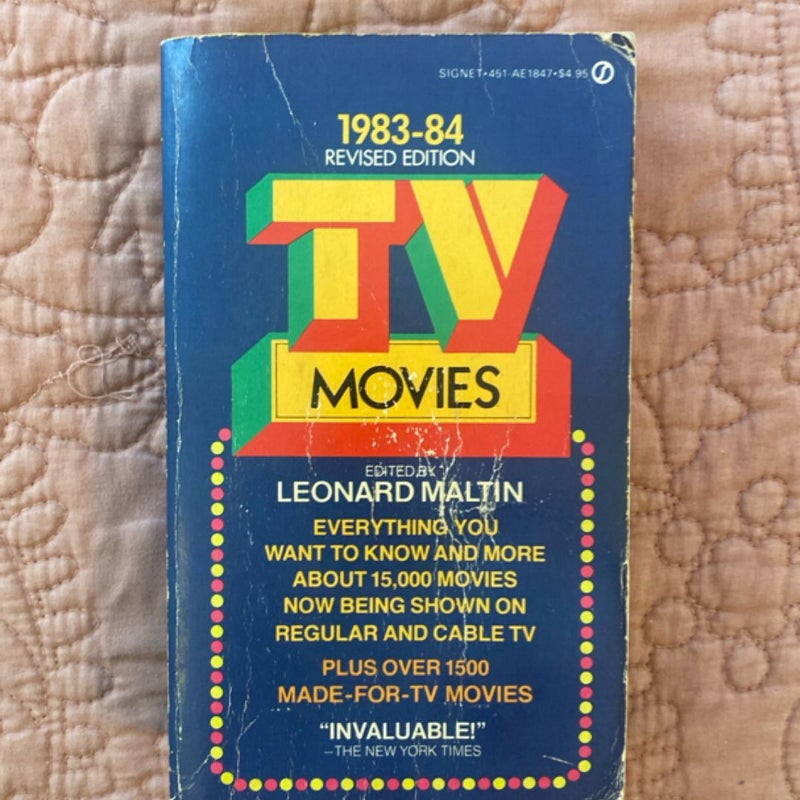 SIGNET•451-AE1847•$4.95
1983-84
REVISED EDITION
TV
MOVIES
EDITED BY
LEONARD MALTIN
EVERYTHING YOU
WANT TO KNOW AND MORE
ABOUT 15,000 MOVIES
NOW BEING SHOWN ON
REGULAR AND CABLE TV
PLUS OVER 1500
MADE-FOR-TV MOVIES
“INVALUABLE!”
—THE NEW YORK TIMES